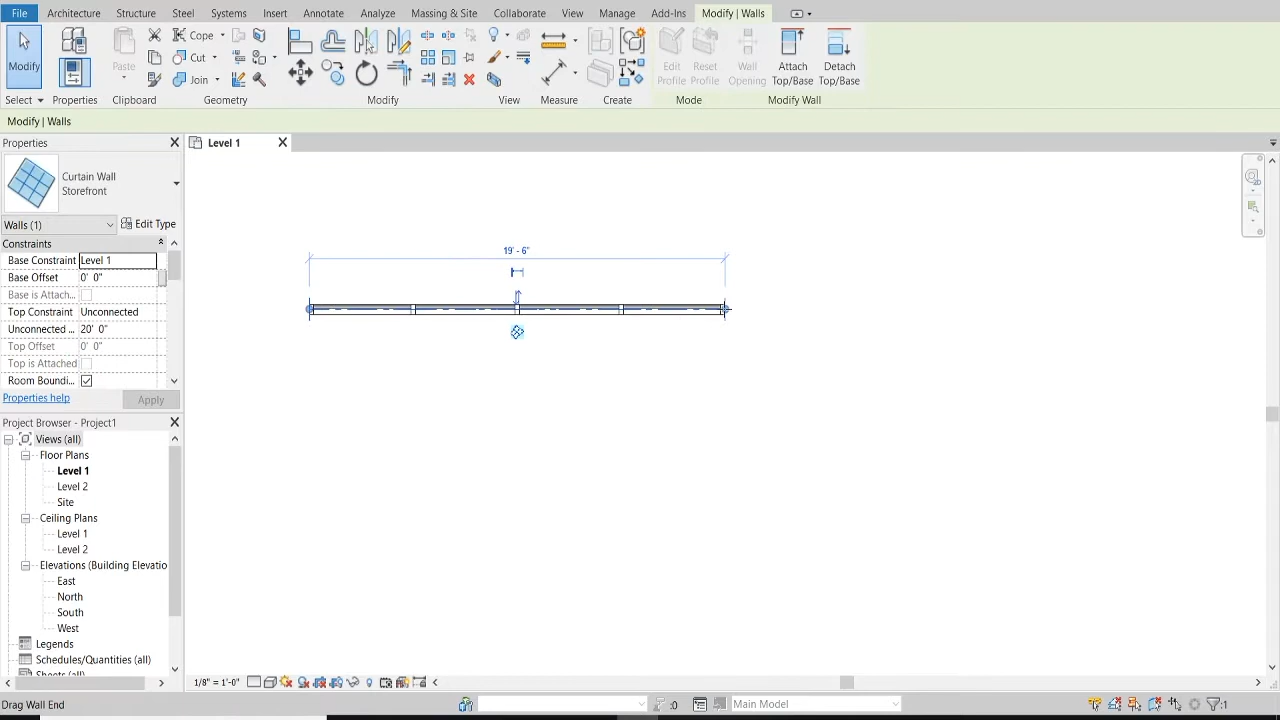 File Architecture Structure Steel Systems Insert Annotate Analyze Massing & Site Collaborate View Manage Add-Ins Modify | Walls
Cope
Cut
Join
Modify
Paste
Edit Profile
Reset Profile
Wall Opening
Attach Top/Base
Detach Top/Base
Select Properties Clipboard Geometry Modify View Measure Create Mode Modify Wall
Modify | Walls
Properties
Level 1
Curtain Wall
Storefront
Walls (1)
Edit Type
Constraints
Base Constraint Level 1
Base Offset 0' 0"
Base is Attach...
Top Constraint Unconnected
Unconnected ... 20' 0"
Top Offset 0' 0"
Top is Attached
Room Boundi...
Properties help
Apply
19' - 6"
Project Browser - Project1
Views (all)
Floor Plans
Level 1
Level 2
Site
Ceiling Plans
Level 1
Level 2
Elevations (Building Elevatio
East
North
South
West
Legends
Schedules/Quantities (all)
Sheets (all)
1/8" = 1'-0"
Drag Wall End
:0
Main Model
:1